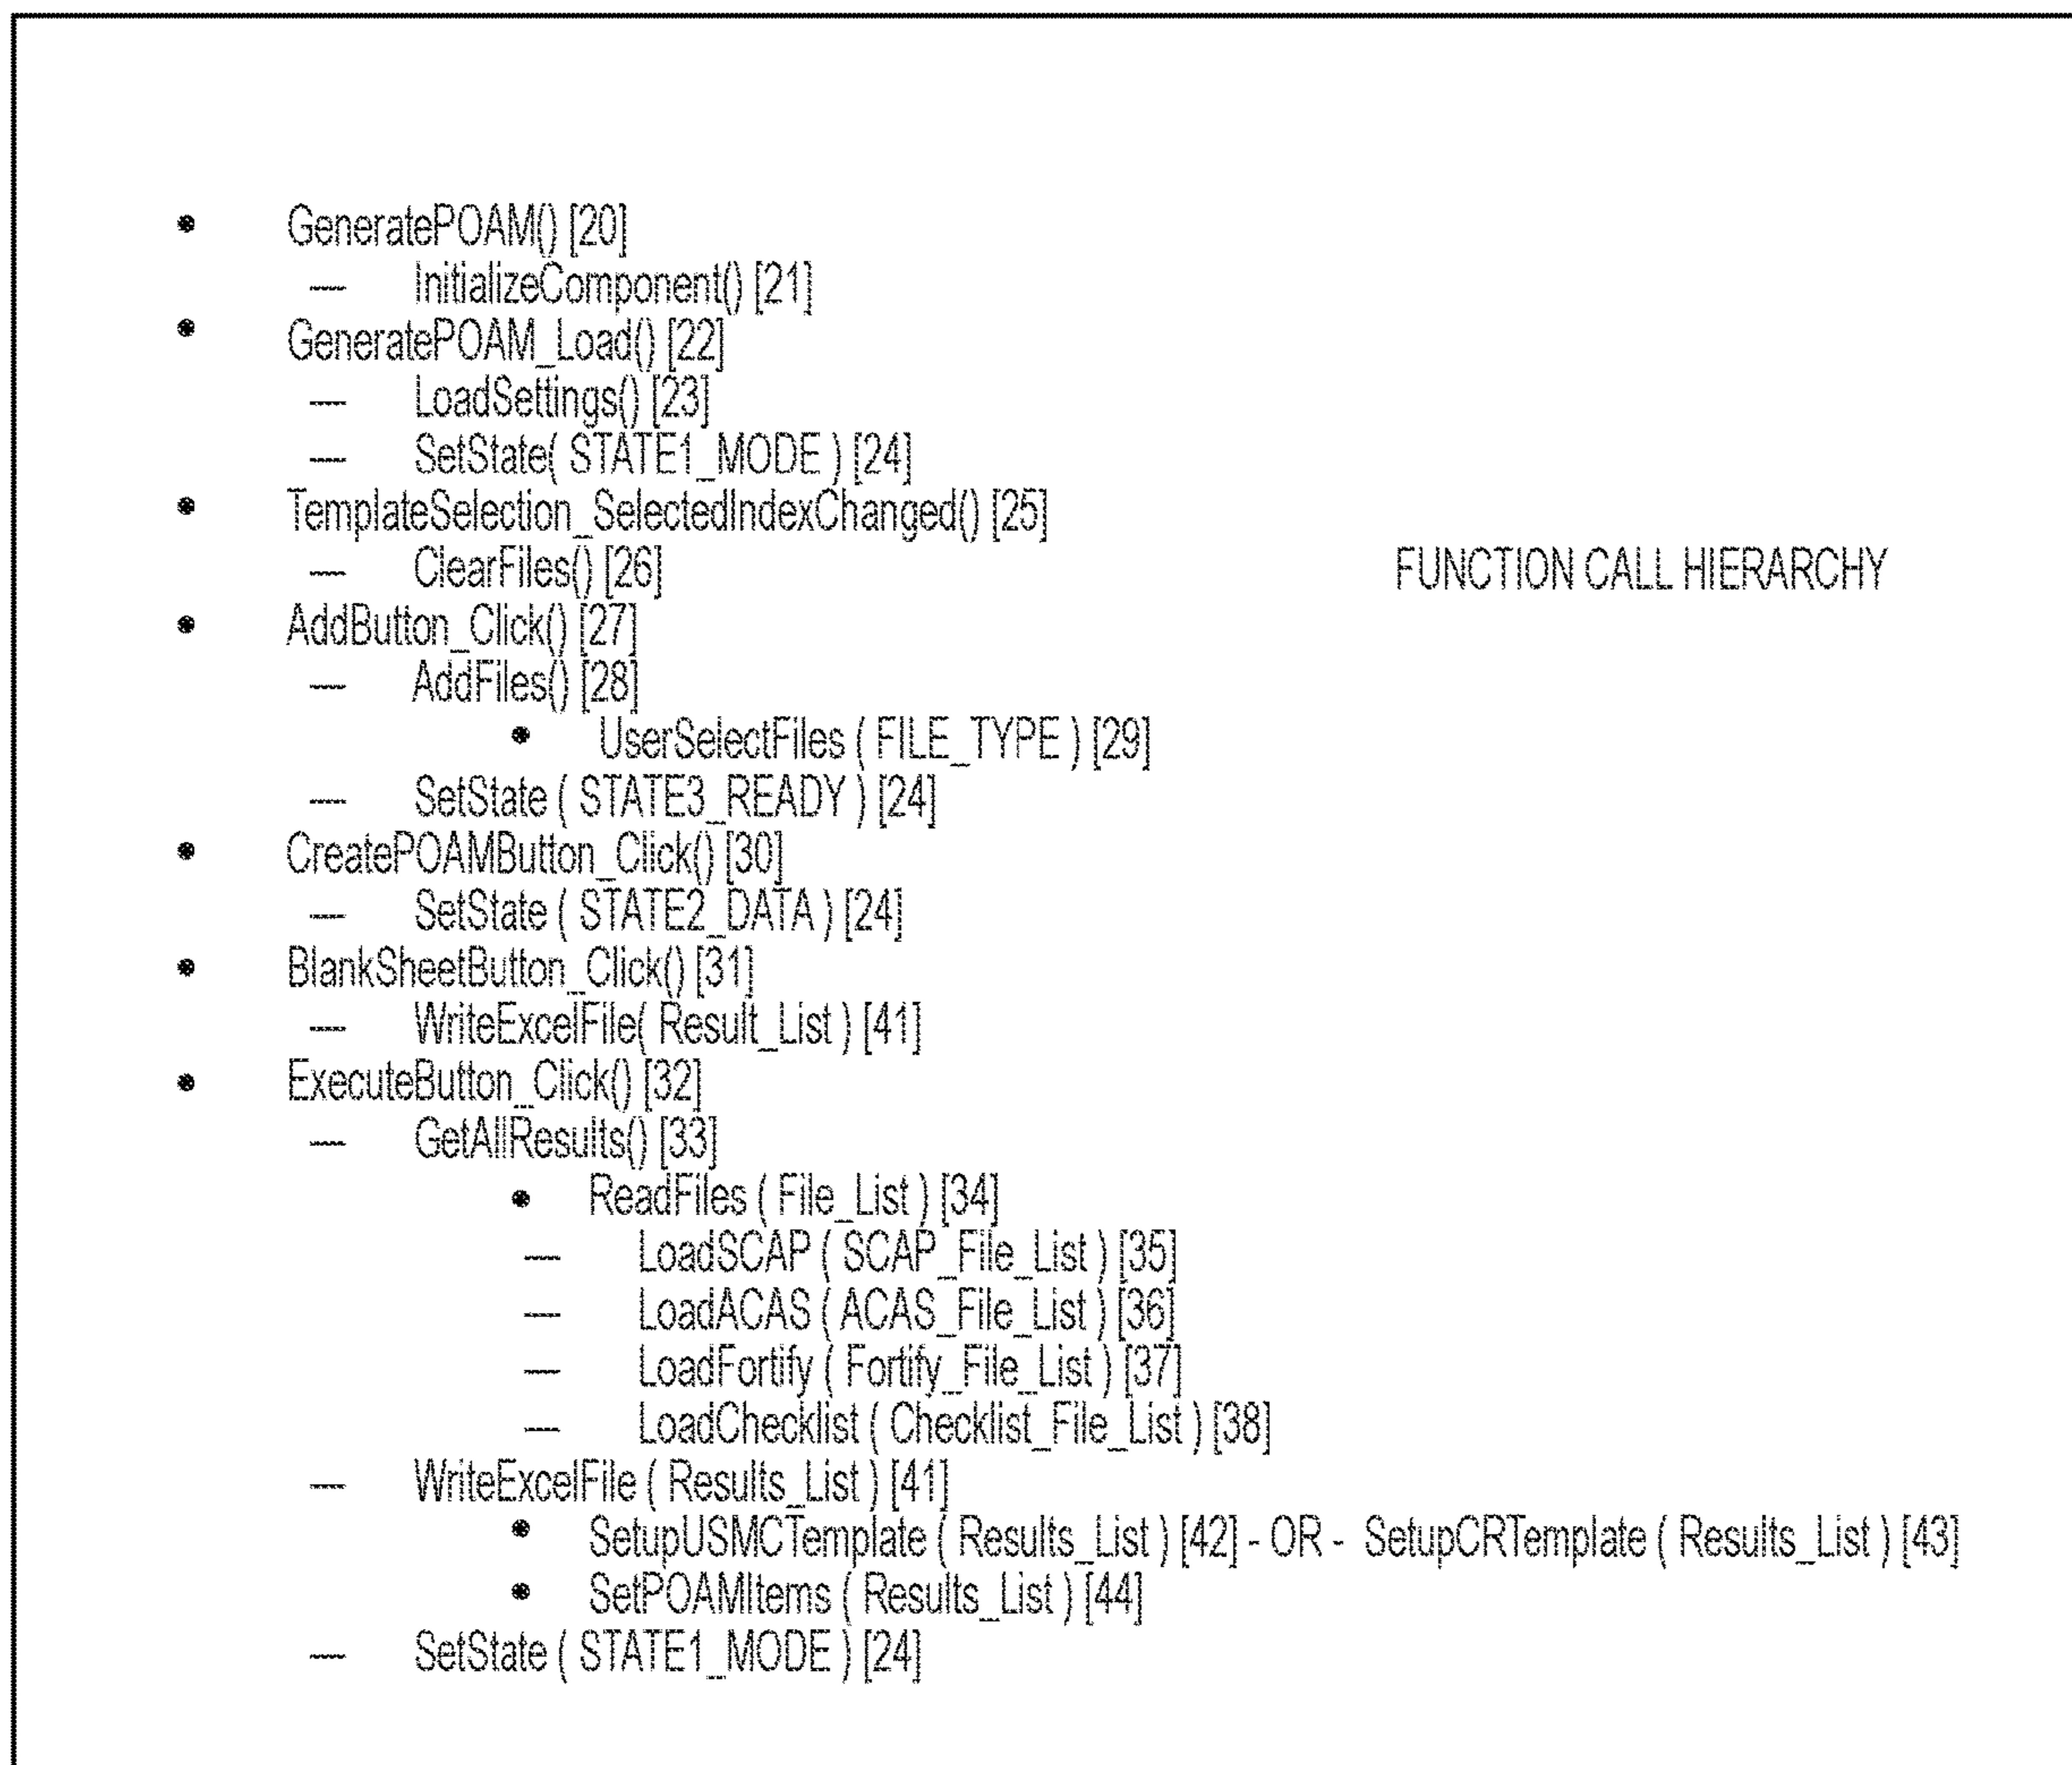 • GeneratePOAM() [20]
— InitializeComponent() [21]
• GeneratePOAM_Load() [22]
— LoadSettings() [23]
— SetState( STATE1_MODE ) [24]
• TemplateSelection_SelectedIndexChanged() [25]
— ClearFiles() [26]
FUNCTION CALL HIERARCHY
• AddButton_Click() [27]
— AddFiles() [28]
• UserSelectFiles ( FILE_TYPE ) [29]
— SetState ( STATE3_READY ) [24]
• CreatePOAMButton_Click() [30]
— SetState ( STATE2_DATA ) [24]
• BlankSheetButton_Click() [31]
— WriteExcelFile( Result_List ) [41]
• ExecuteButton_Click() [32]
— GetAllResults() [33]
• ReadFiles ( File_List ) [34]
— LoadSCAP ( SCAP_File_List ) [35]
— LoadACAS ( ACAS_File_List ) [36]
— LoadFortify ( Fortify_File_List ) [37]
— LoadChecklist ( Checklist_File_List ) [38]
— WriteExcelFile ( Results_List ) [41]
• SetupUSMCTemplate ( Results_List ) [42] - OR - SetupCRTemplate ( Results_List ) [43]
• SetPOAMItems ( Results_List ) [44]
— SetState ( STATE1_MODE ) [24]